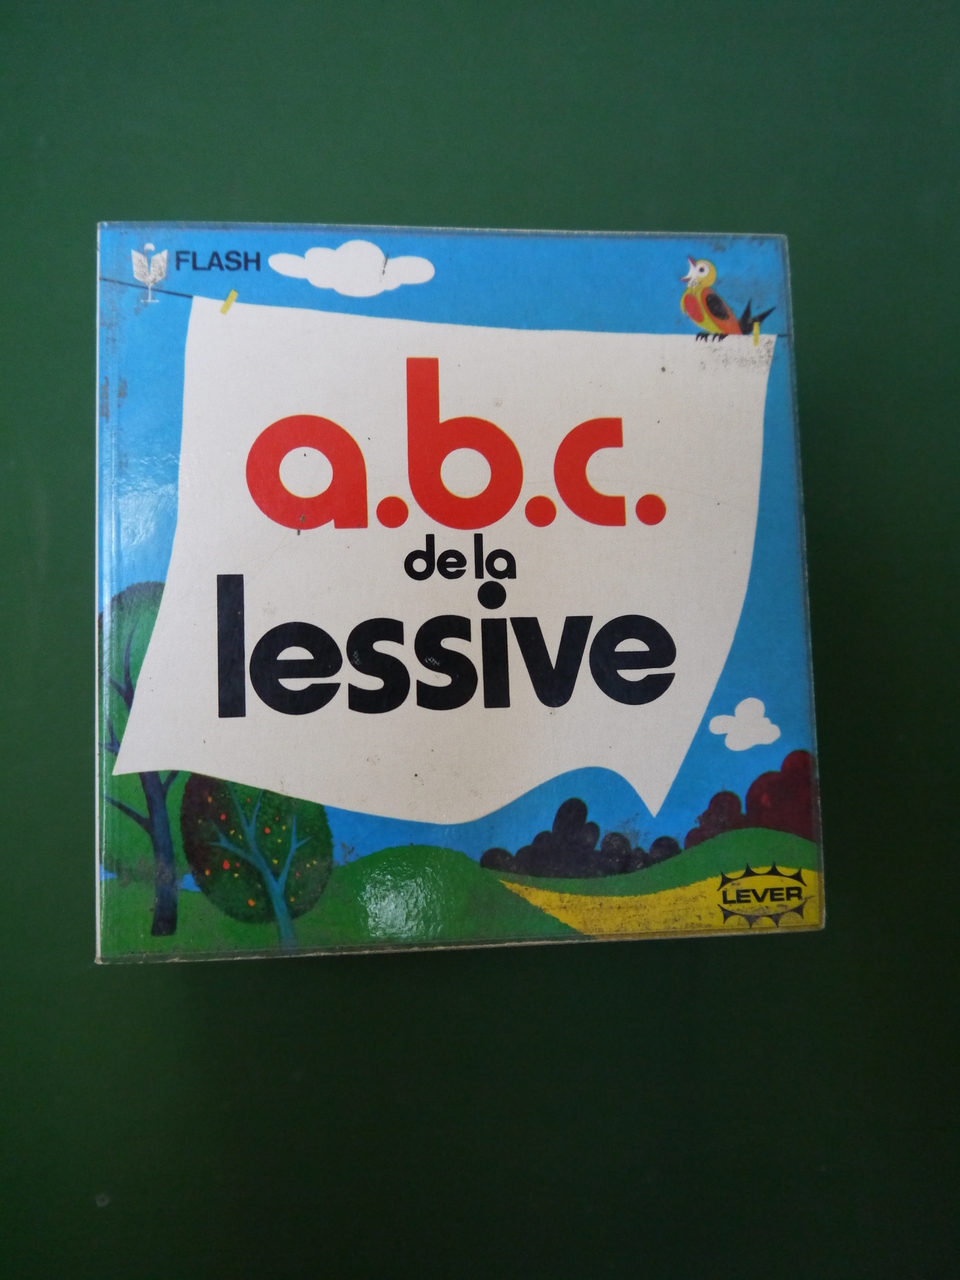 FLASH
a.b.c.
de la
lessive
LEVER